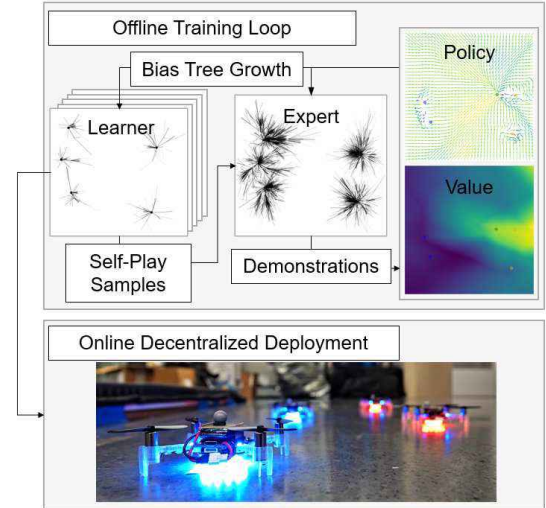 Offline Training Loop
Bias Tree Growth
Policy
Learner
Expert
Value
Self-Play
Samples
Demonstrations
Online Decentralized Deployment